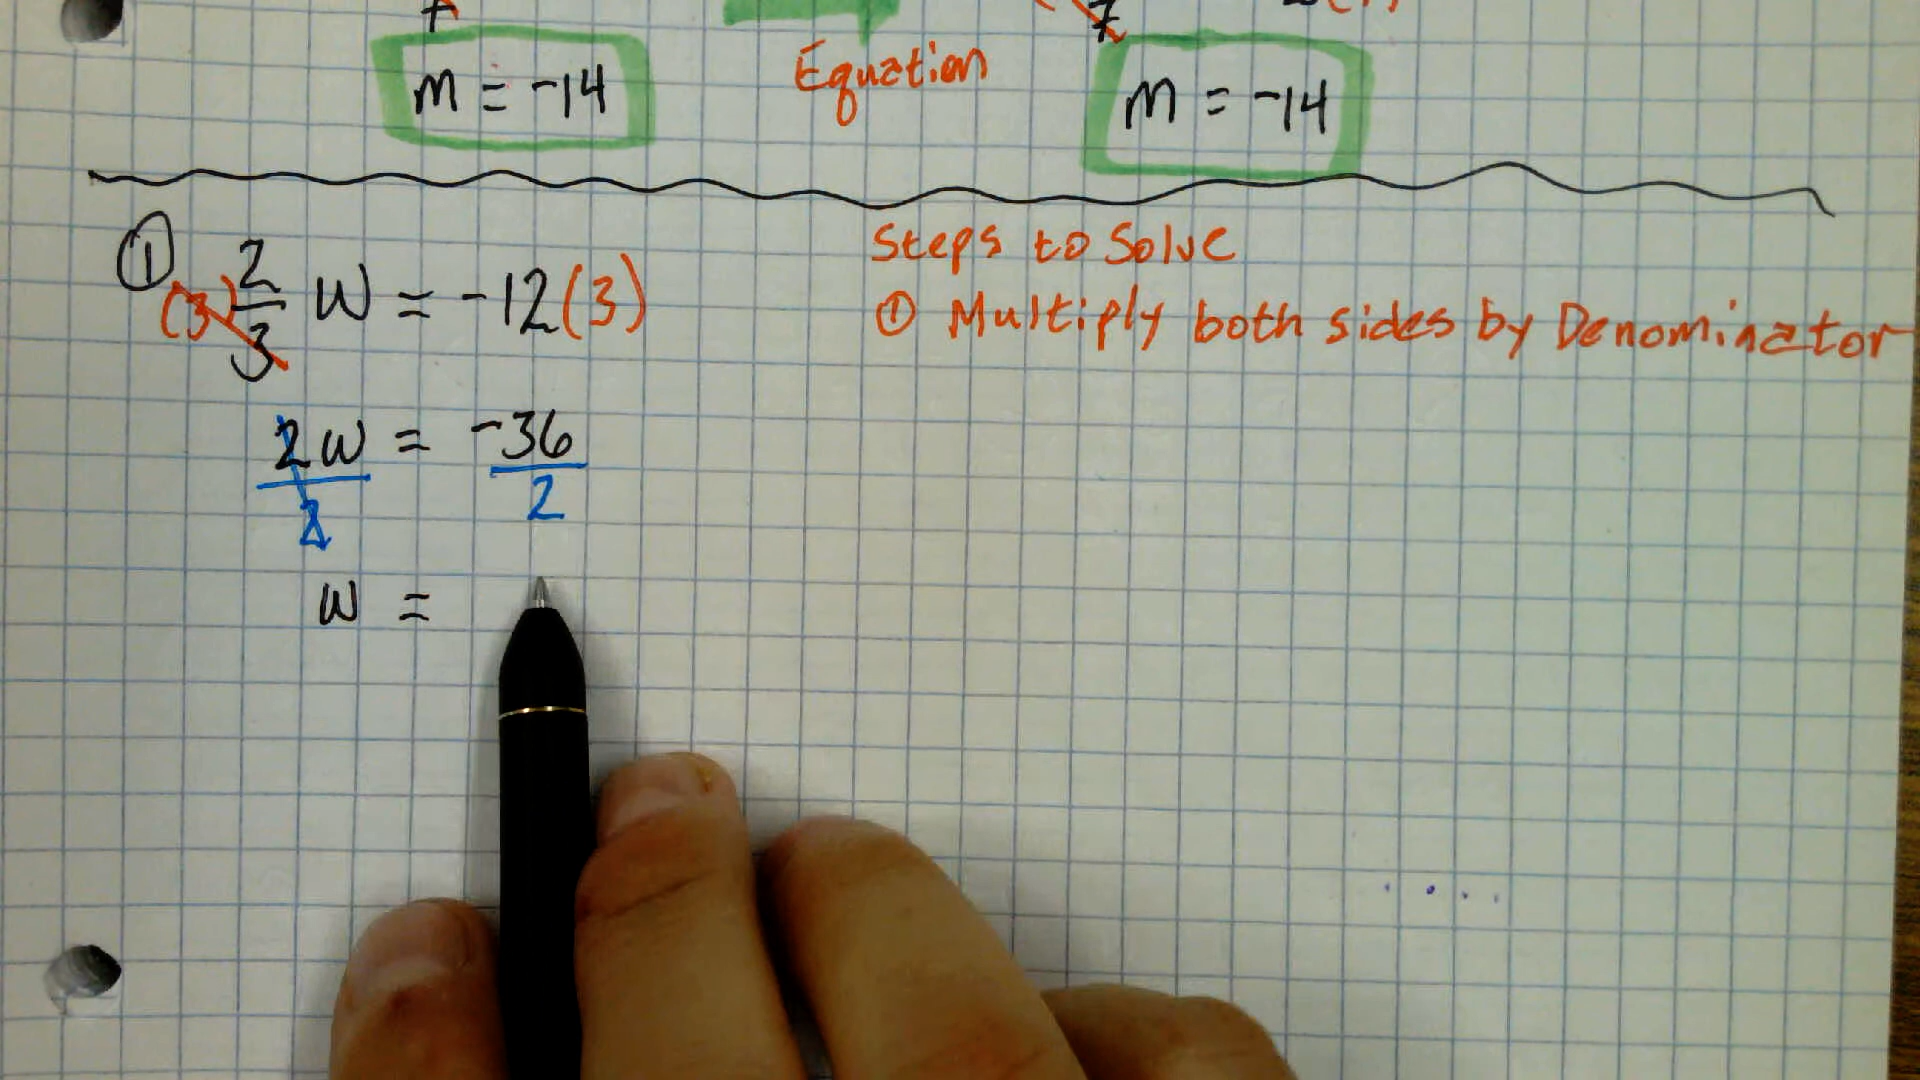 m = -14
Equation
m = -14
① (3) 2/3 W = -12(3)
2w = -36
2 2
w =
Steps to Solve
① Multiply both sides by Denominator